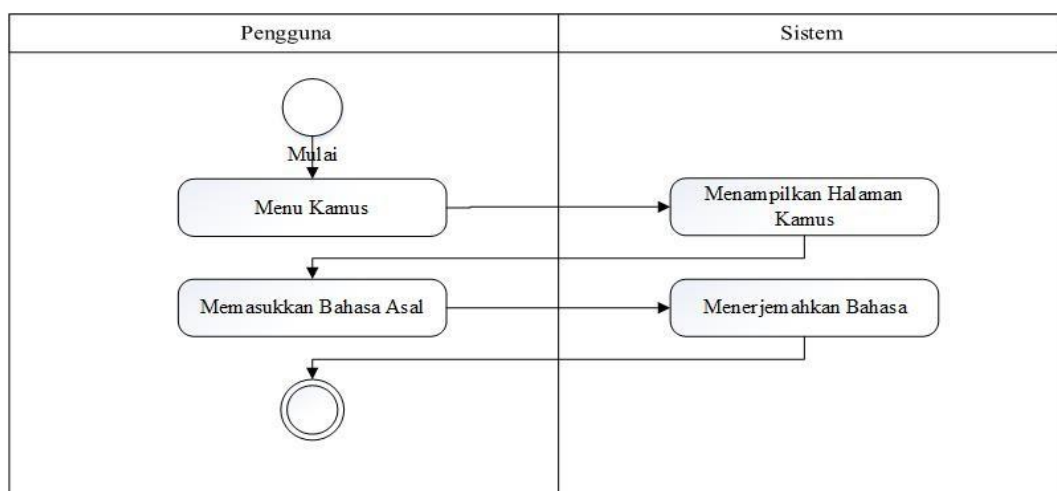 Pengguna
Sistem
Mulai
Menu Kamus
Menampilkan Halaman
Kamus
Memasukkan Bahasa Asal
Menerjemahkan Bahasa